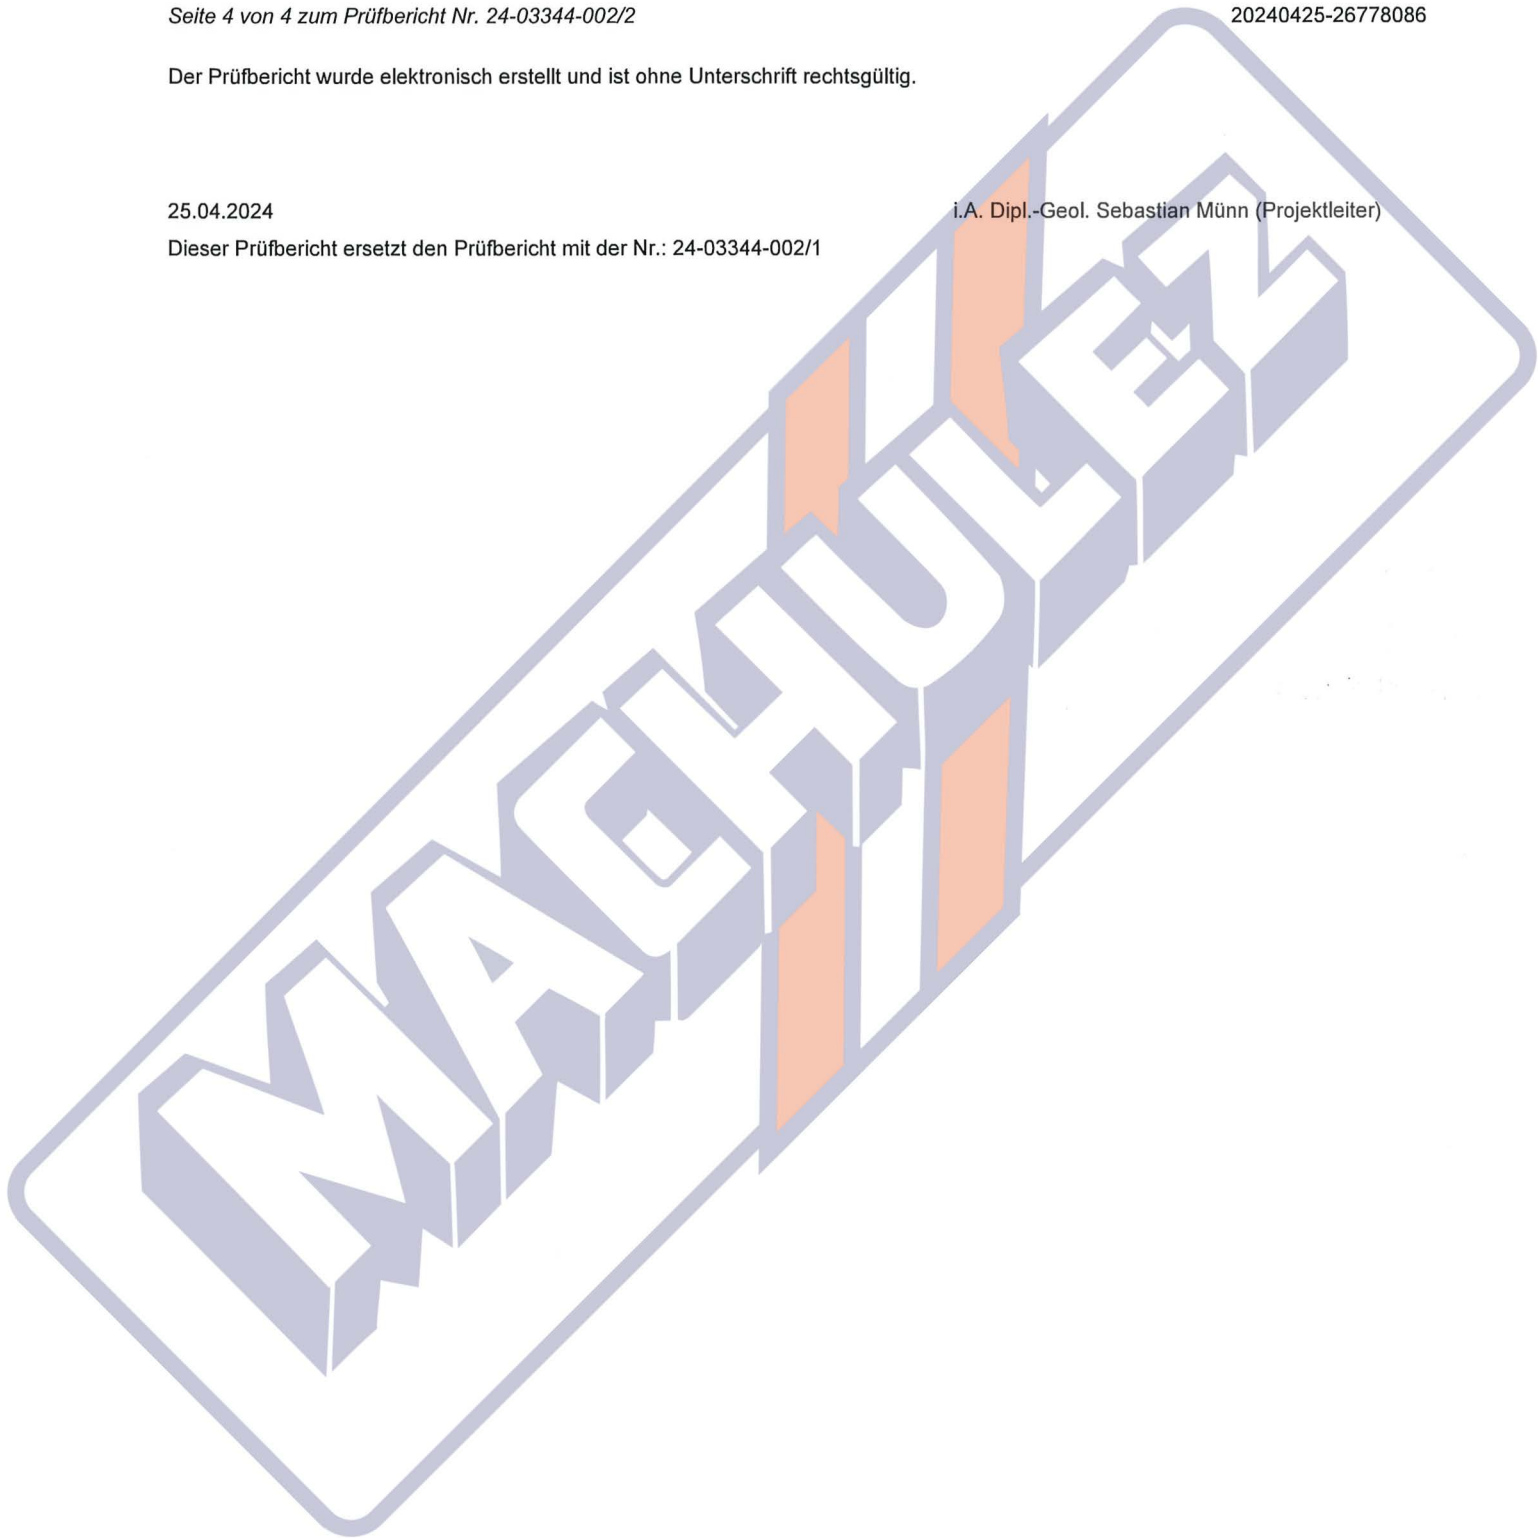 Seite 4 von 4 zum Prüfbericht Nr. 24-03344-002/2
20240425-26778086
Der Prüfbericht wurde elektronisch erstellt und ist ohne Unterschrift rechtsgültig.
25.04.2024
i.A. Dipl.-Geol. Sebastian Münn (Projektleiter)
Dieser Prüfbericht ersetzt den Prüfbericht mit der Nr.: 24-03344-002/1
MACHULEZ